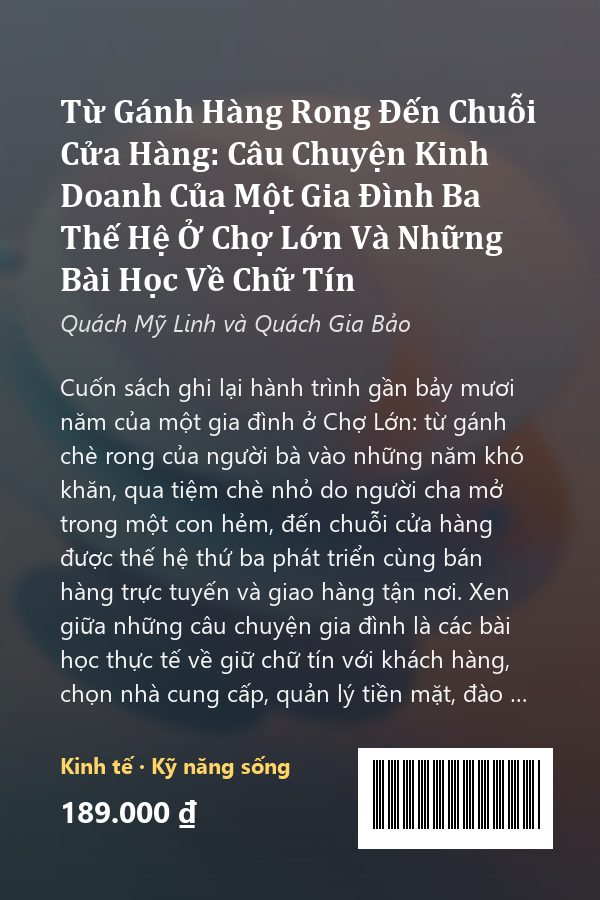 Từ Gánh Hàng Rong Đến Chuỗi
Cửa Hàng: Câu Chuyện Kinh
Doanh Của Một Gia Đình Ba
Thế Hệ Ở Chợ Lớn Và Những
Bài Học Về Chữ Tín
Quách Mỹ Linh và Quách Gia Bảo
Cuốn sách ghi lại hành trình gần bảy mươi
năm của một gia đình ở Chợ Lớn: từ gánh
chè rong của người bà vào những năm khó
khăn, qua tiệm chè nhỏ do người cha mở
trong một con hẻm, đến chuỗi cửa hàng
được thế hệ thứ ba phát triển cùng bán
hàng trực tuyến và giao hàng tận nơi. Xen
giữa những câu chuyện gia đình là các bài
học thực tế về giữ chữ tín với khách hàng,
chọn nhà cung cấp, quản lý tiền mặt, đào ...
Kinh tế · Kỹ năng sống
189.000 ₫